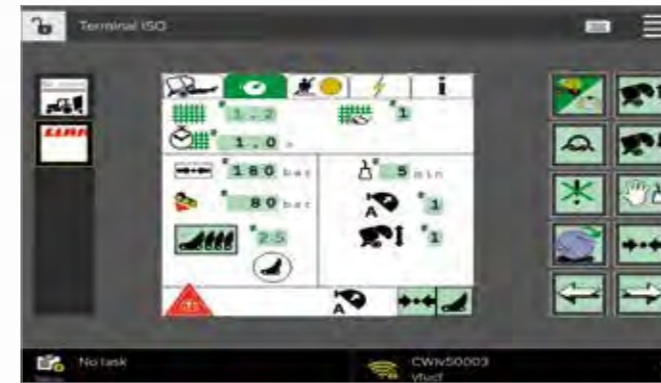 Terminal ISO
CLAAS
i
1.2
1
1.0 s
180 bar
5 min
80 bar
A
1
25
1
A
No task
CWIV50003